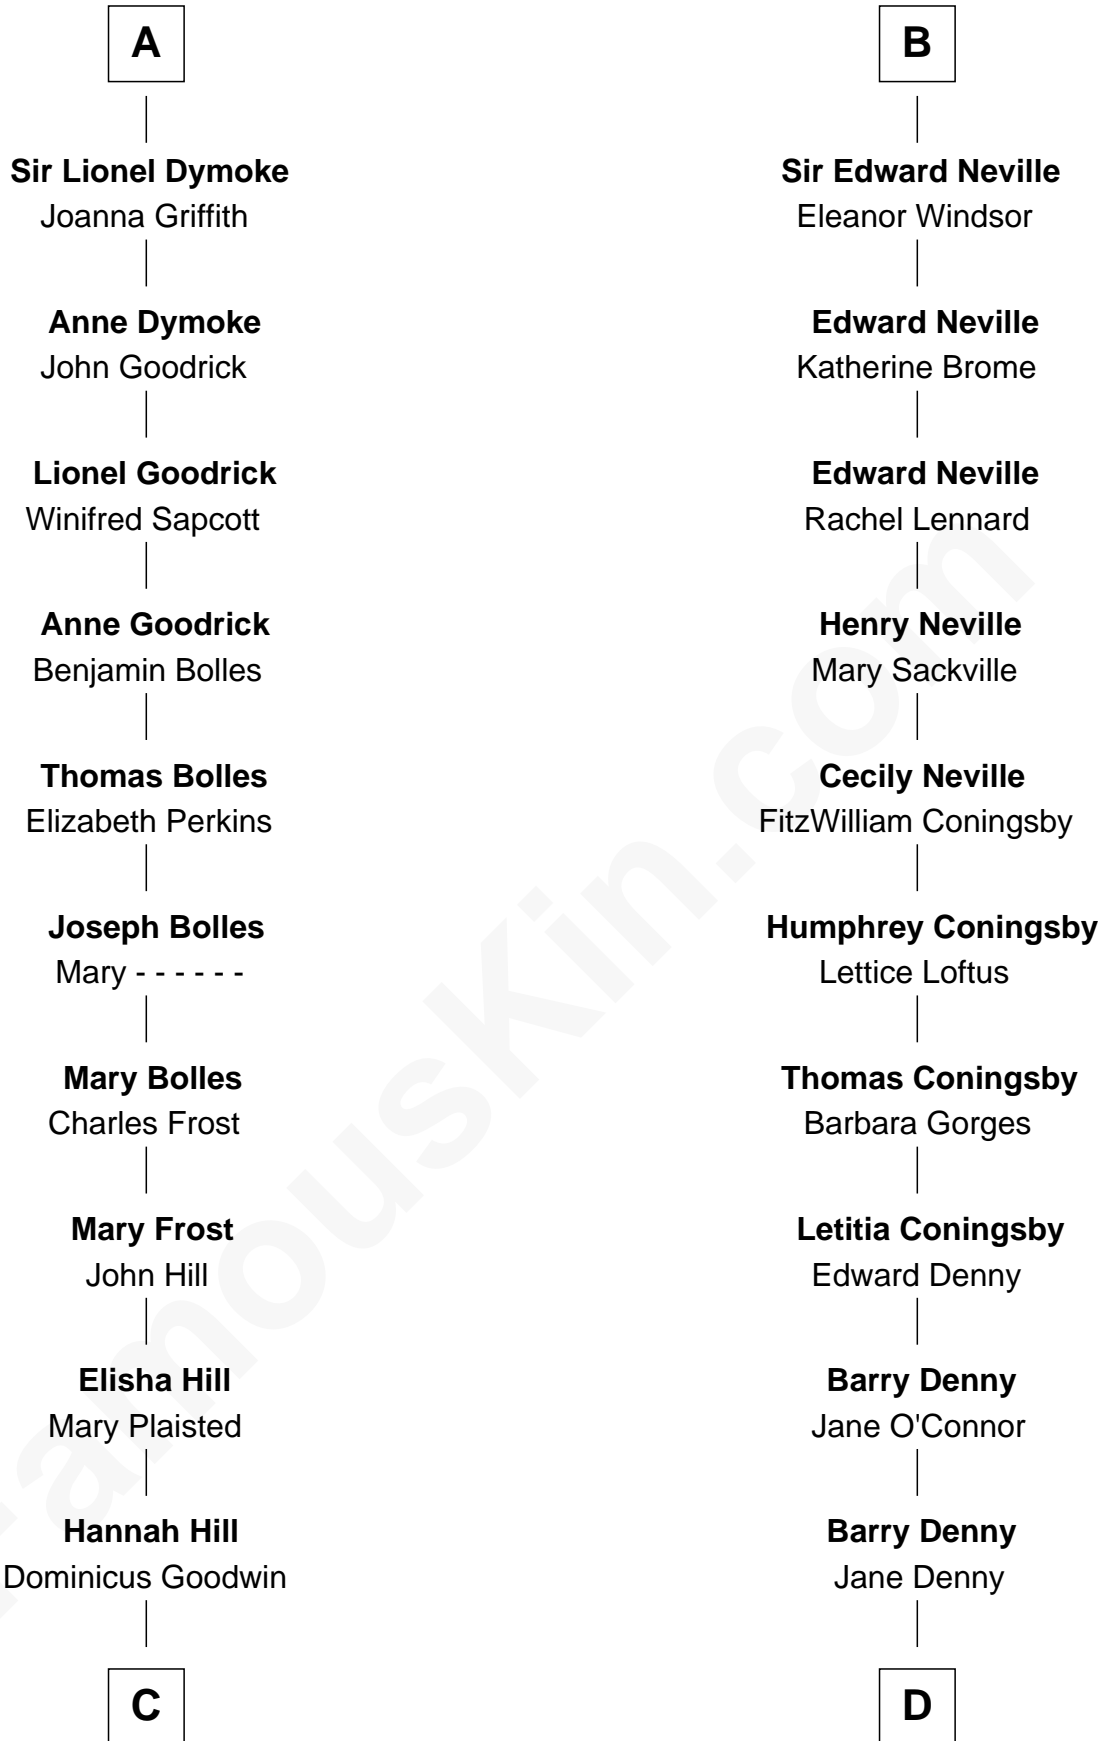 A
Sir Lionel Dymoke
Joanna Griffith
Anne Dymoke
John Goodrick
Lionel Goodrick
Winifred Sapcott
Anne Goodrick
Benjamin Bolles
Thomas Bolles
Elizabeth Perkins
Joseph Bolles
Mary - - - - - -
Mary Bolles
Charles Frost
Mary Frost
John Hill
Elisha Hill
Mary Plaisted
Hannah Hill
Dominicus Goodwin
C
B
Sir Edward Neville
Eleanor Windsor
Edward Neville
Katherine Brome
Edward Neville
Rachel Lennard
Henry Neville
Mary Sackville
Cecily Neville
FitzWilliam Coningsby
Humphrey Coningsby
Lettice Loftus
Thomas Coningsby
Barbara Gorges
Letitia Coningsby
Edward Denny
Barry Denny
Jane O'Connor
Barry Denny
Jane Denny
D
FamousKin.com